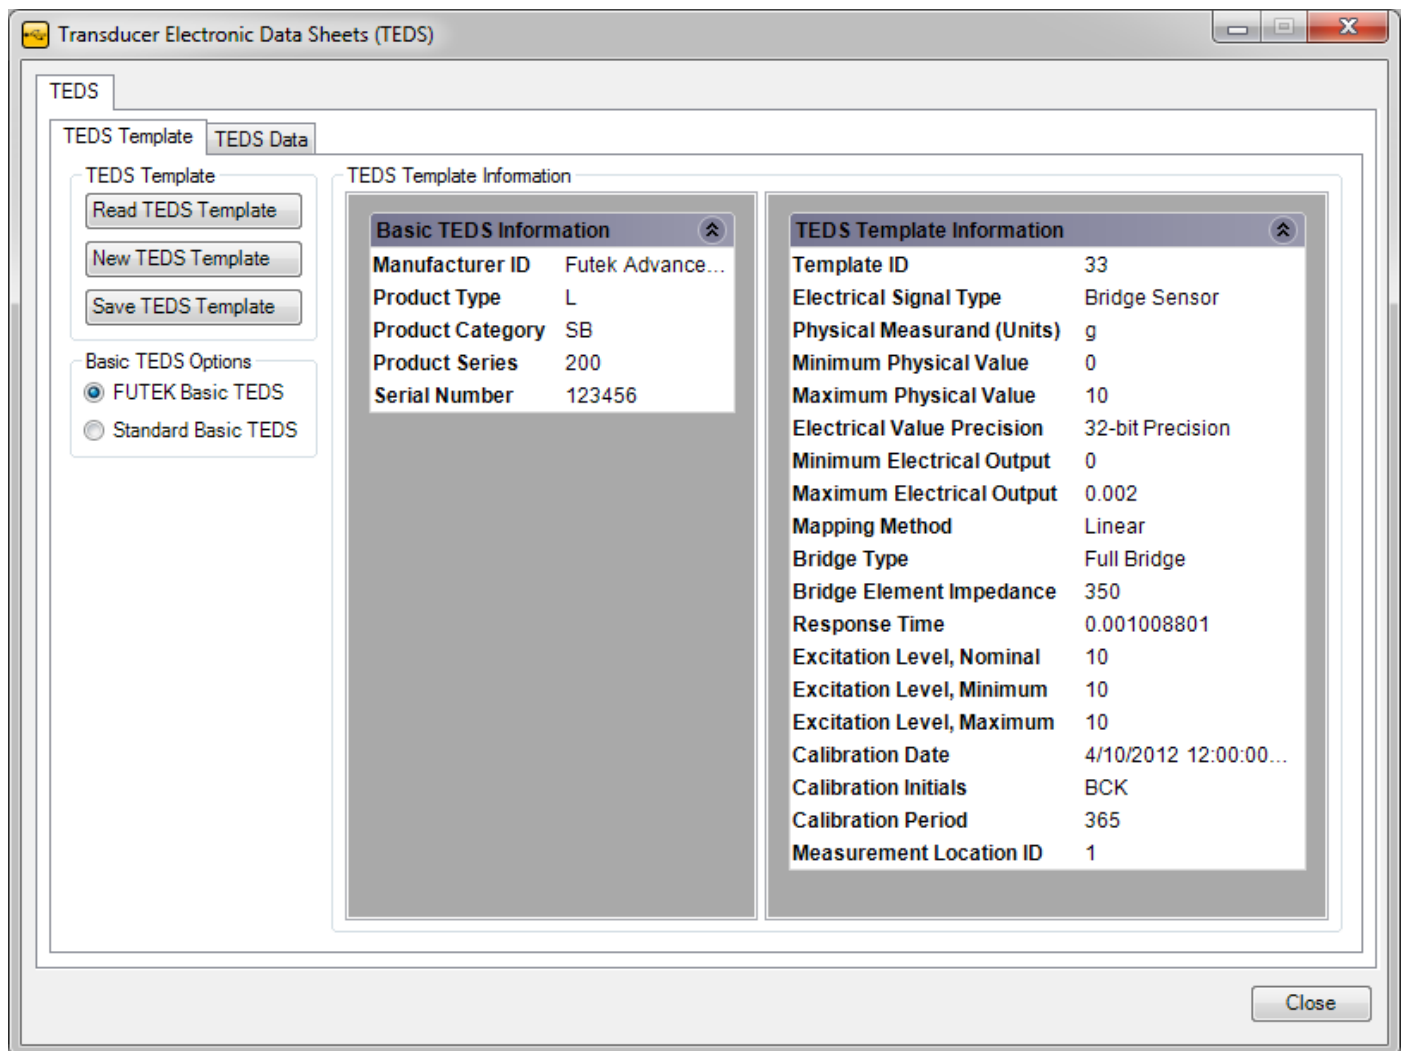 Transducer Electronic Data Sheets (TEDS)
TEDS
TEDS Template
TEDS Data
TEDS Template
Read TEDS Template
New TEDS Template
Save TEDS Template
Basic TEDS Options
FUTEK Basic TEDS
Standard Basic TEDS
TEDS Template Information
Basic TEDS Information
Manufacturer ID Futek Advance...
Product Type L
Product Category SB
Product Series 200
Serial Number 123456
TEDS Template Information
Template ID 33
Electrical Signal Type Bridge Sensor
Physical Measurand (Units) g
Minimum Physical Value 0
Maximum Physical Value 10
Electrical Value Precision 32-bit Precision
Minimum Electrical Output 0
Maximum Electrical Output 0.002
Mapping Method Linear
Bridge Type Full Bridge
Bridge Element Impedance 350
Response Time 0.001008801
Excitation Level, Nominal 10
Excitation Level, Minimum 10
Excitation Level, Maximum 10
Calibration Date 4/10/2012 12:00:00...
Calibration Initials BCK
Calibration Period 365
Measurement Location ID 1
Close